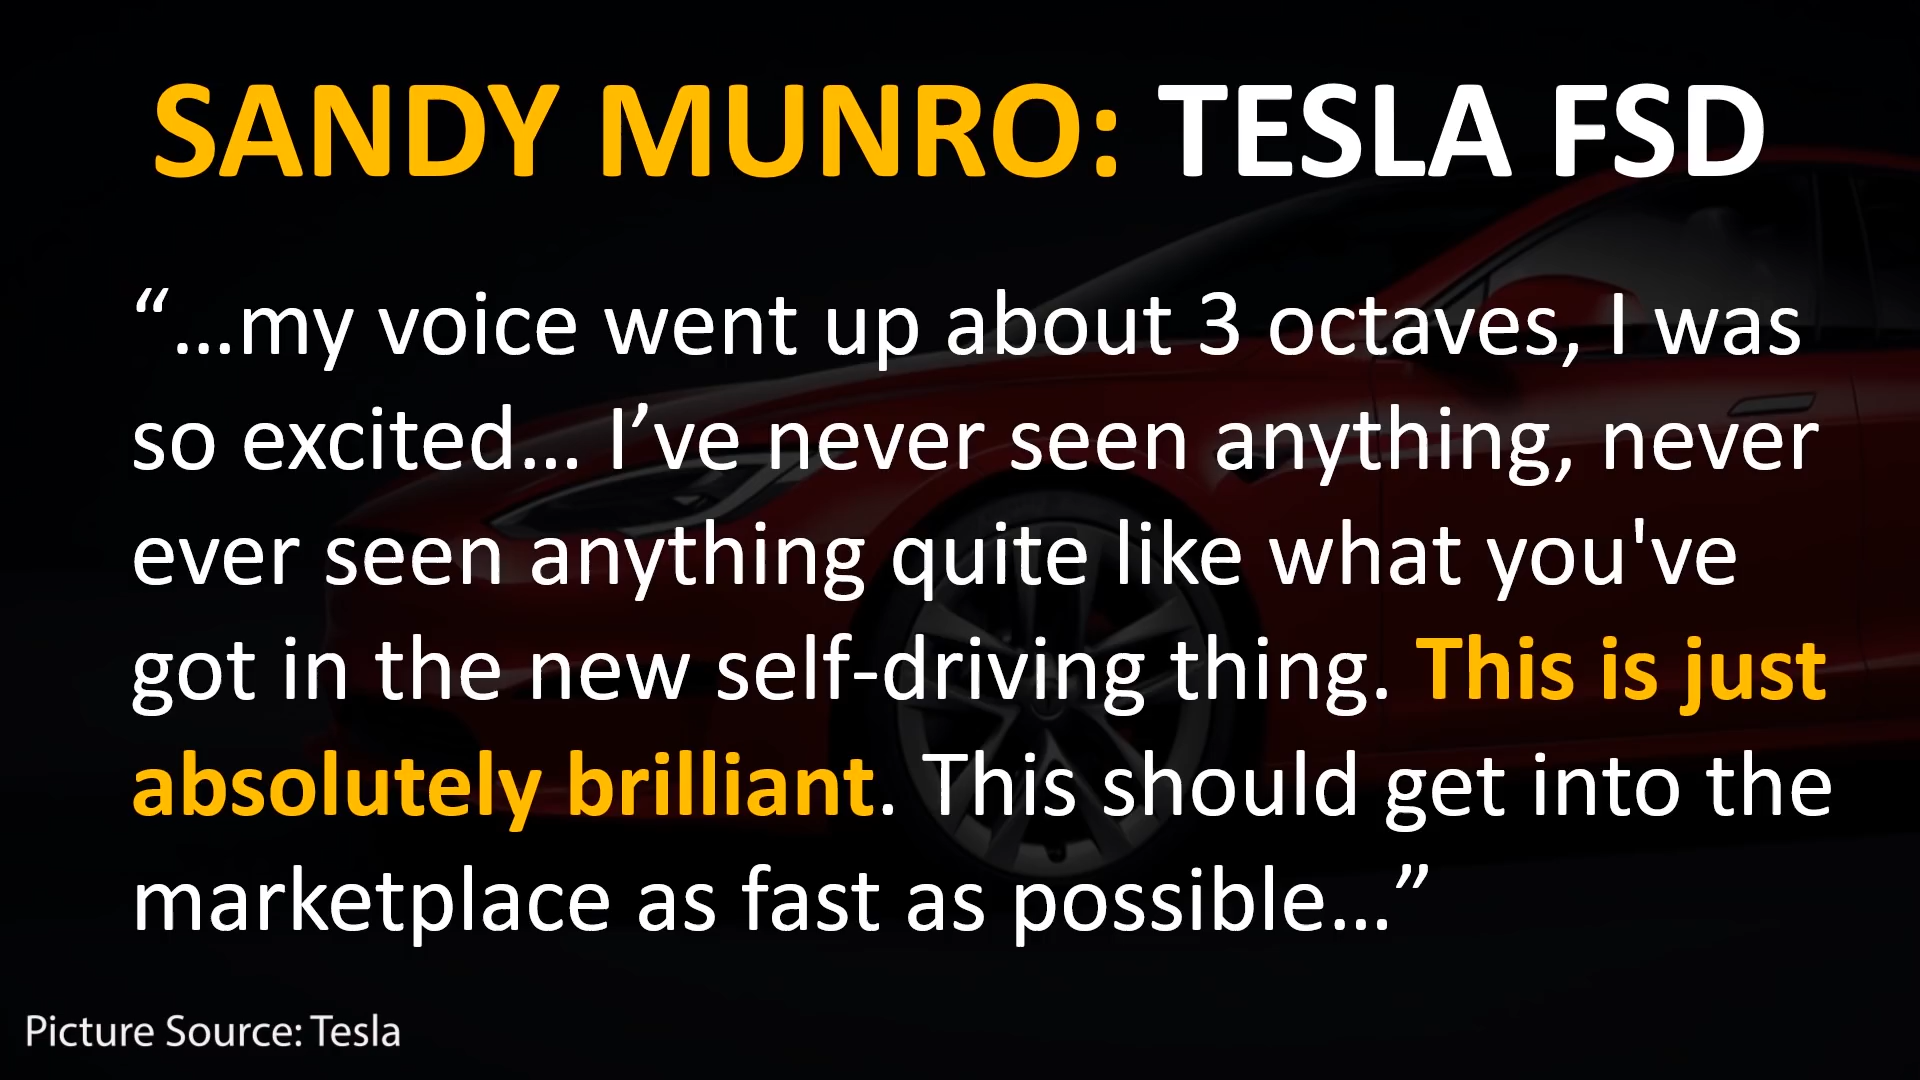 SANDY MUNRO: TESLA FSD
“…my voice went up about 3 octaves, I was
so excited… I’ve never seen anything, never
ever seen anything quite like what you've
got in the new self-driving thing. This is just
absolutely brilliant. This should get into the
marketplace as fast as possible…”
Picture Source: Tesla